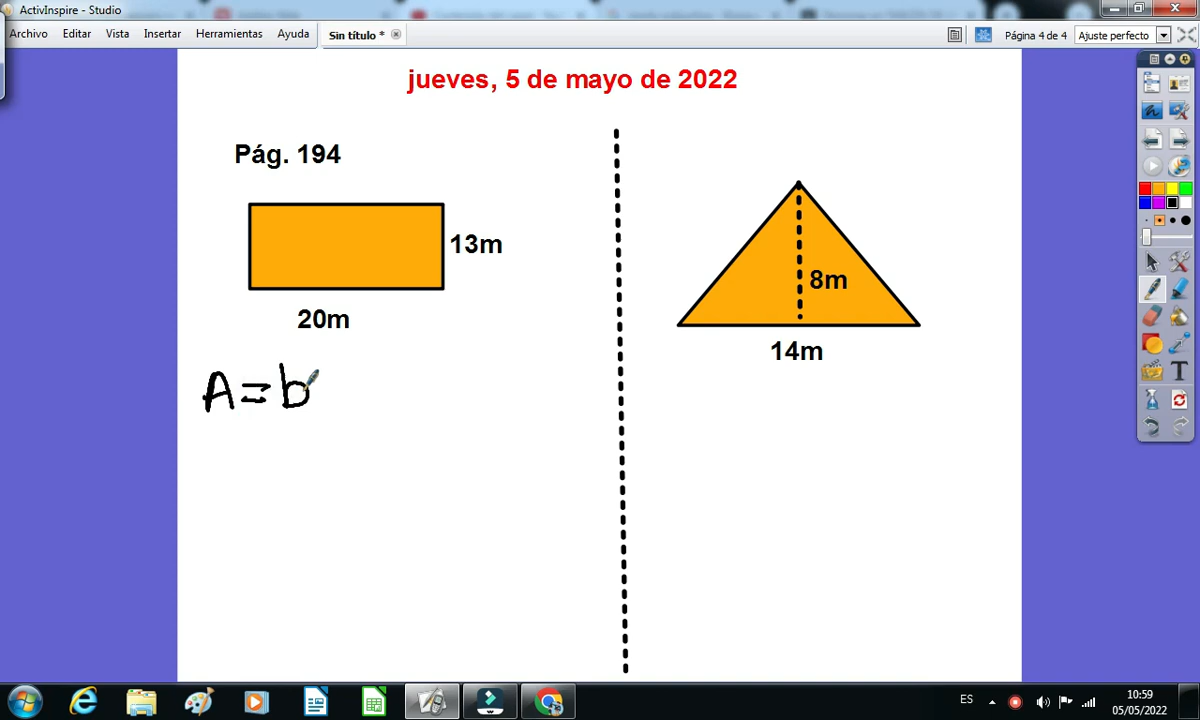 ActivInspire - Studio
Archivo Editar Vista Insertar Herramientas Ayuda Sin título * Página 4 de 4 Ajuste perfecto
jueves, 5 de mayo de 2022
Pág. 194
13m
20m
A = b
8m
14m
T
ES 10:59
05/05/2022